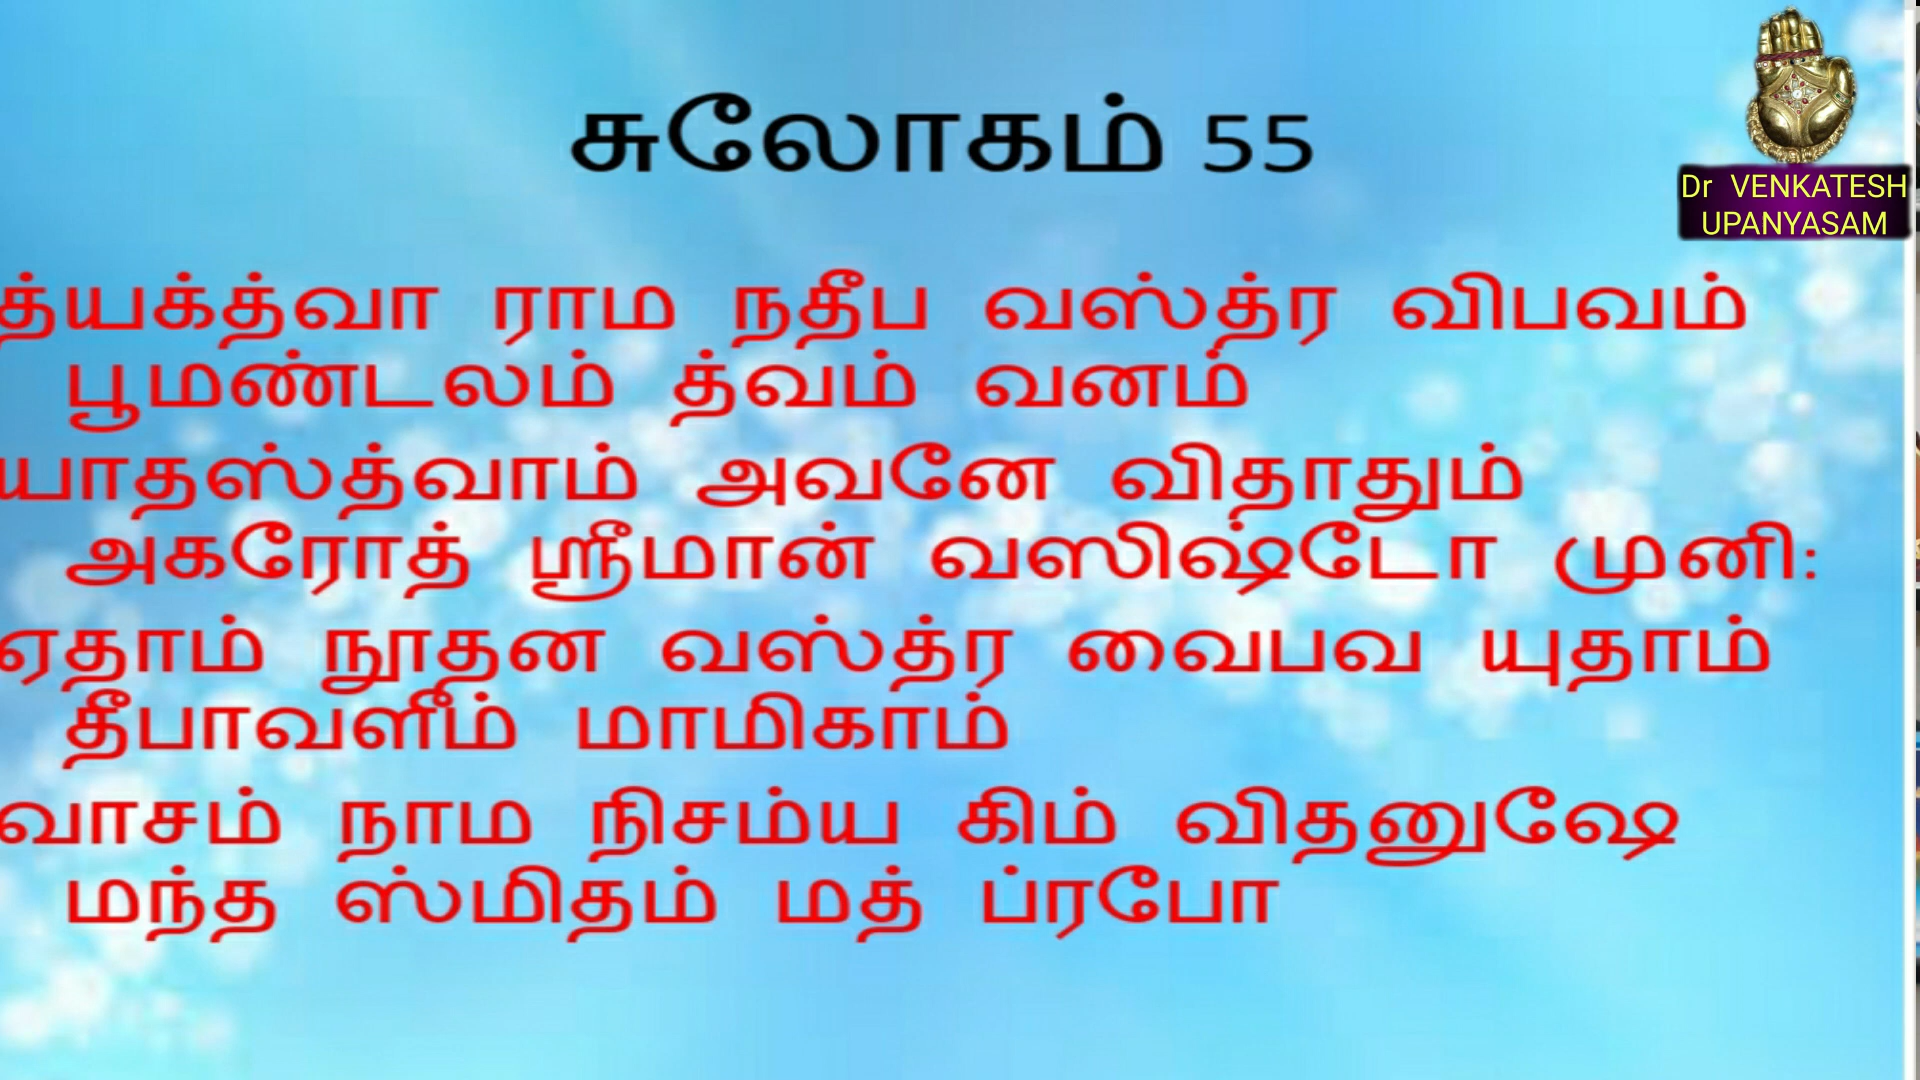 சுலோகம் 55
Dr VENKATESH
UPANYASAM
த்யக்த்வா ராம நதீப வஸ்த்ர விபவம்
பூமண்டலம் த்வம் வனம்
யாதஸ்த்வாம் அவனே விதாதும்
அகரோத் ஸ்ரீமான் வஸிஷ்டோ முனி:
ஏதாம் நூதன வஸ்த்ர வைபவ யுதாம்
தீபாவளீம் மாமிகாம்
வாசம் நாம நிசம்ய கிம் விதனுஷே
மந்த ஸ்மிதம் மத் ப்ரபோ